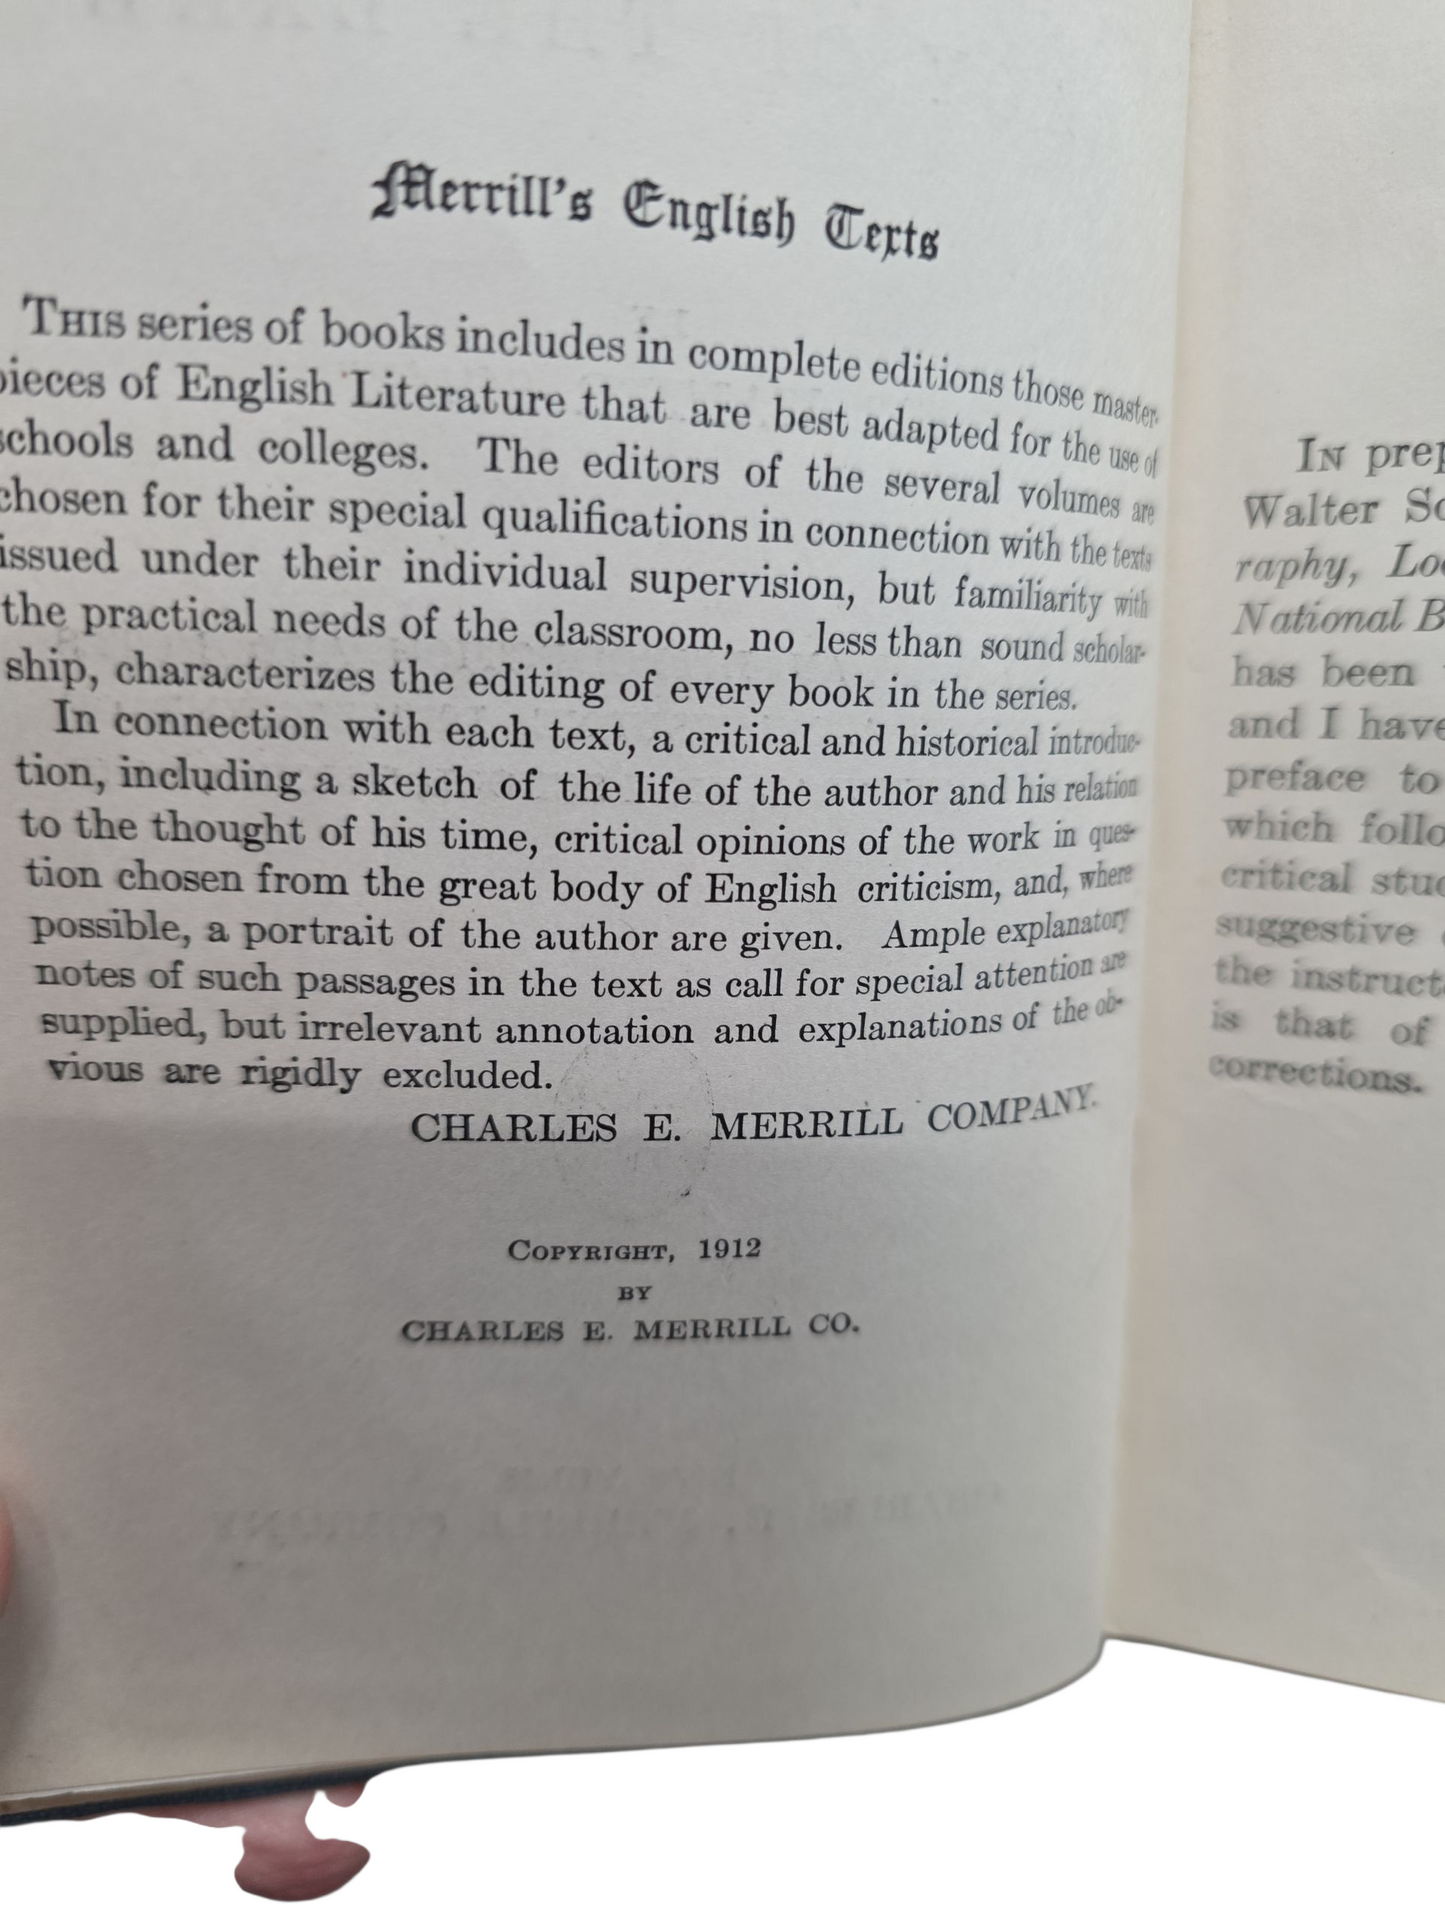 Merrill's English Texts
THIS series of books includes in complete editions those master-
pieces of English Literature that are best adapted for the use of
schools and colleges. The editors of the several volumes are
chosen for their special qualifications in connection with the texts
issued under their individual supervision, but familiarity with
the practical needs of the classroom, no less than sound scholar-
ship, characterizes the editing of every book in the series.
In connection with each text, a critical and historical introduc-
tion, including a sketch of the life of the author and his relation
to the thought of his time, critical opinions of the work in ques-
tion chosen from the great body of English criticism, and, where
possible, a portrait of the author are given. Ample explanatory
notes of such passages in the text as call for special attention are
supplied, but irrelevant annotation and explanations of the ob-
vious are rigidly excluded.
CHARLES E. MERRILL COMPANY.
COPYRIGHT, 1912
BY
CHARLES E. MERRILL CO.
IN prep
Walter Sc
raphy, Lo
National B
has been
and I have
preface to
which follo
critical stud
suggestive
the instruct
is that of
corrections.